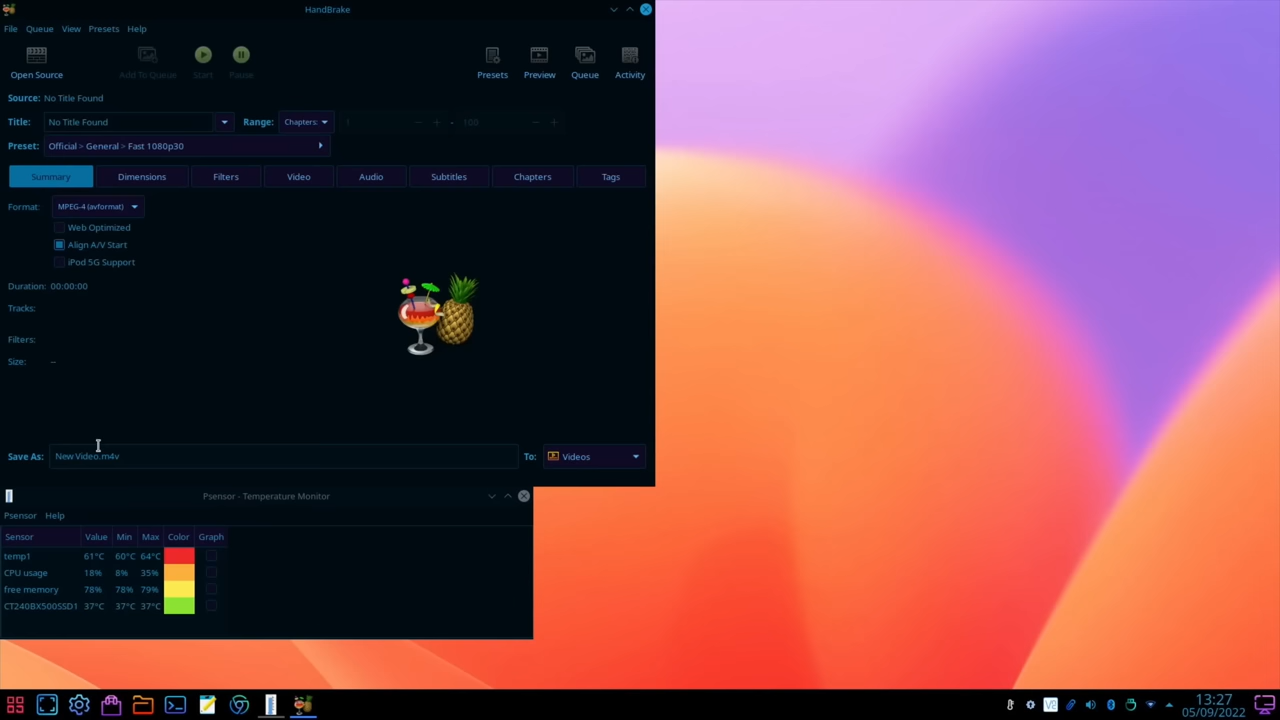 HandBrake
File Queue View Presets Help
Open Source Add To Queue Start Pause Presets Preview Queue Activity
Source: No Title Found
Title: No Title Found Range: Chapters: 1 - + - 100 - +
Preset: Official > General > Fast 1080p30
Summary Dimensions Filters Video Audio Subtitles Chapters Tags
Format: MPEG-4 (avformat)
Web Optimized
Align A/V Start
iPod 5G Support
Duration: 00:00:00
Tracks:
Filters:
Size: --
Save As: New Video.m4v To: Videos
Psensor - Temperature Monitor
Psensor Help
Sensor Value Min Max Color Graph
temp1 61°C 60°C 64°C
CPU usage 18% 8% 35%
free memory 78% 78% 79%
CT240BX500SSD1 37°C 37°C 37°C
V2 13:27
05/09/2022